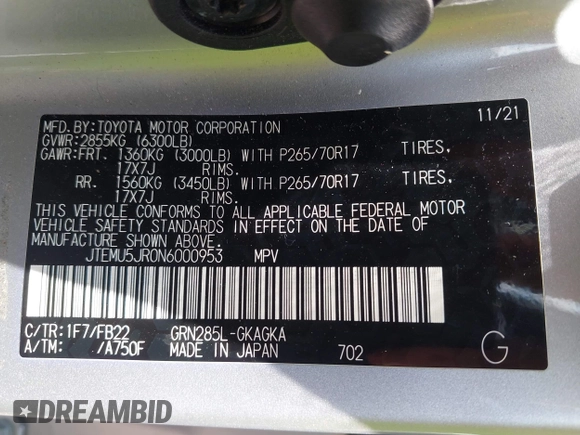 MFD.BY:TOYOTA MOTOR CORPORATION 11/21
GVWR:2855KG (6300LB)
GAWR:FRT. 1360KG (3000LB) WITH P265/70R17 TIRES,
17X7J RIMS.
RR. 1560KG (3450LB) WITH P265/70R17 TIRES,
17X7J RIMS.
THIS VEHICLE CONFORMS TO ALL APPLICABLE FEDERAL MOTOR
VEHICLE SAFETY STANDARDS IN EFFECT ON THE DATE OF
MANUFACTURE SHOWN ABOVE.
JTEMU5JR0N6000953 MPV
C/TR:1F7/FB22 GRN285L-GKAGKA
A/TM: /A750F MADE IN JAPAN 702 G
DREAMBID